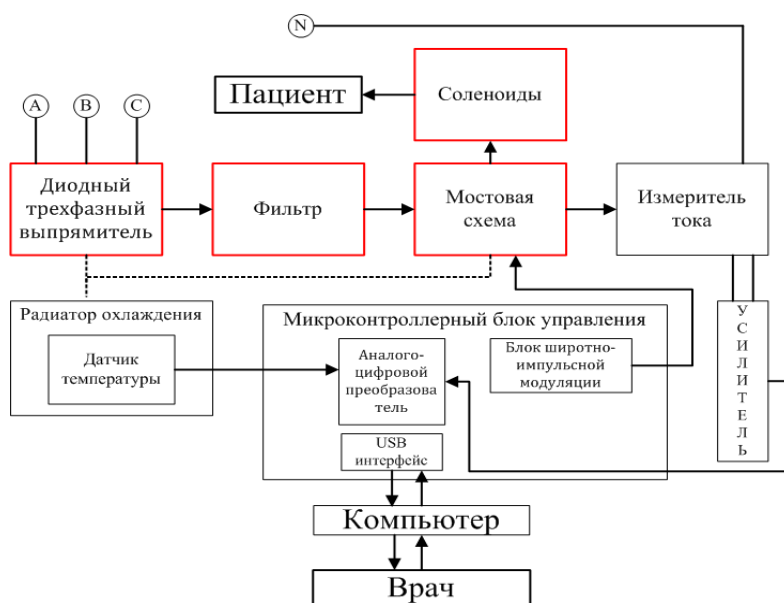 N
A
B
C
Пациент
Соленоиды
Диодный
трехфазный
выпрямитель
Фильтр
Мостовая
схема
Измеритель
тока
Радиатор охлаждения
Датчик
температуры
Микроконтроллерный блок управления
Аналого-
цифровой
преобразова
тель
Блок широтно-
импульсной
модуляции
USB
интерфейс
У
С
И
Л
И
Т
Е
Л
Ь
Компьютер
Врач